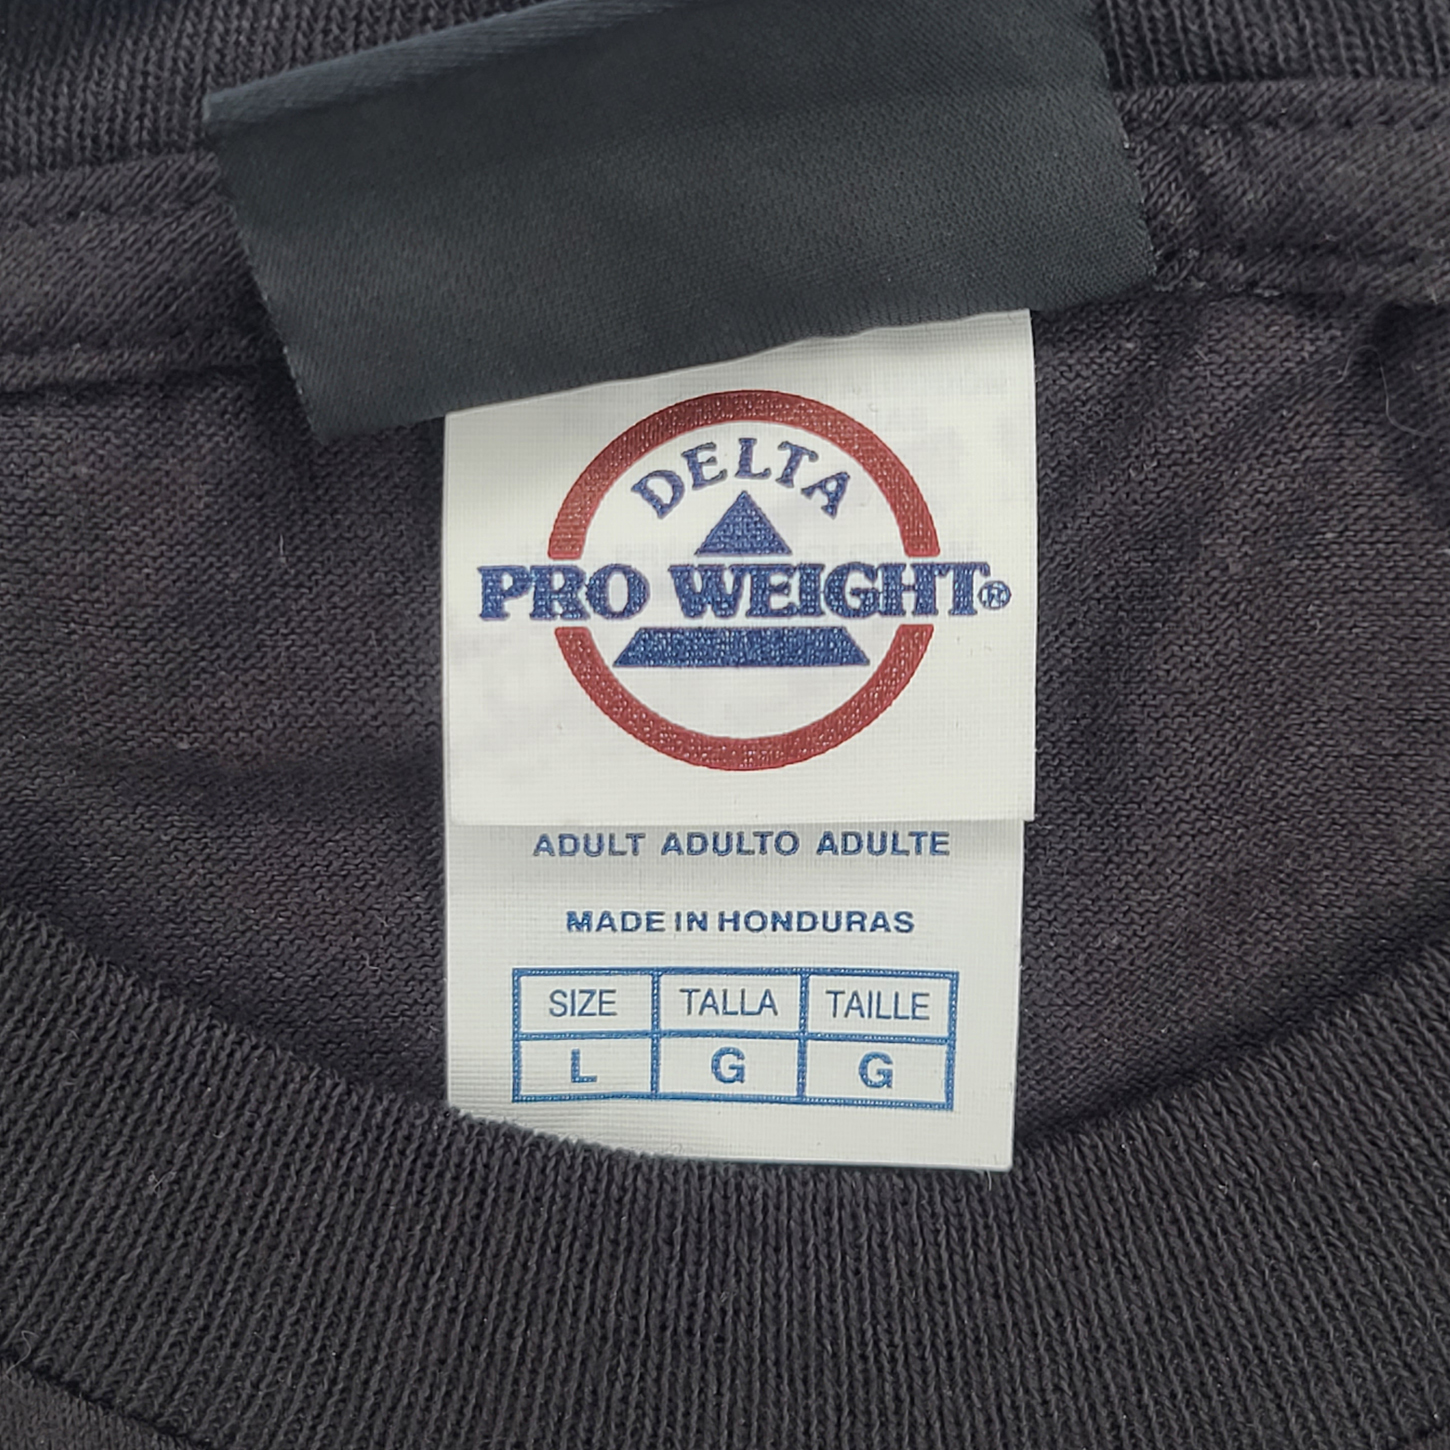 DELTA
PRO WEIGHT®
ADULT ADULTO ADULTE
MADE IN HONDURAS
SIZE TALLA TAILLE
L G G